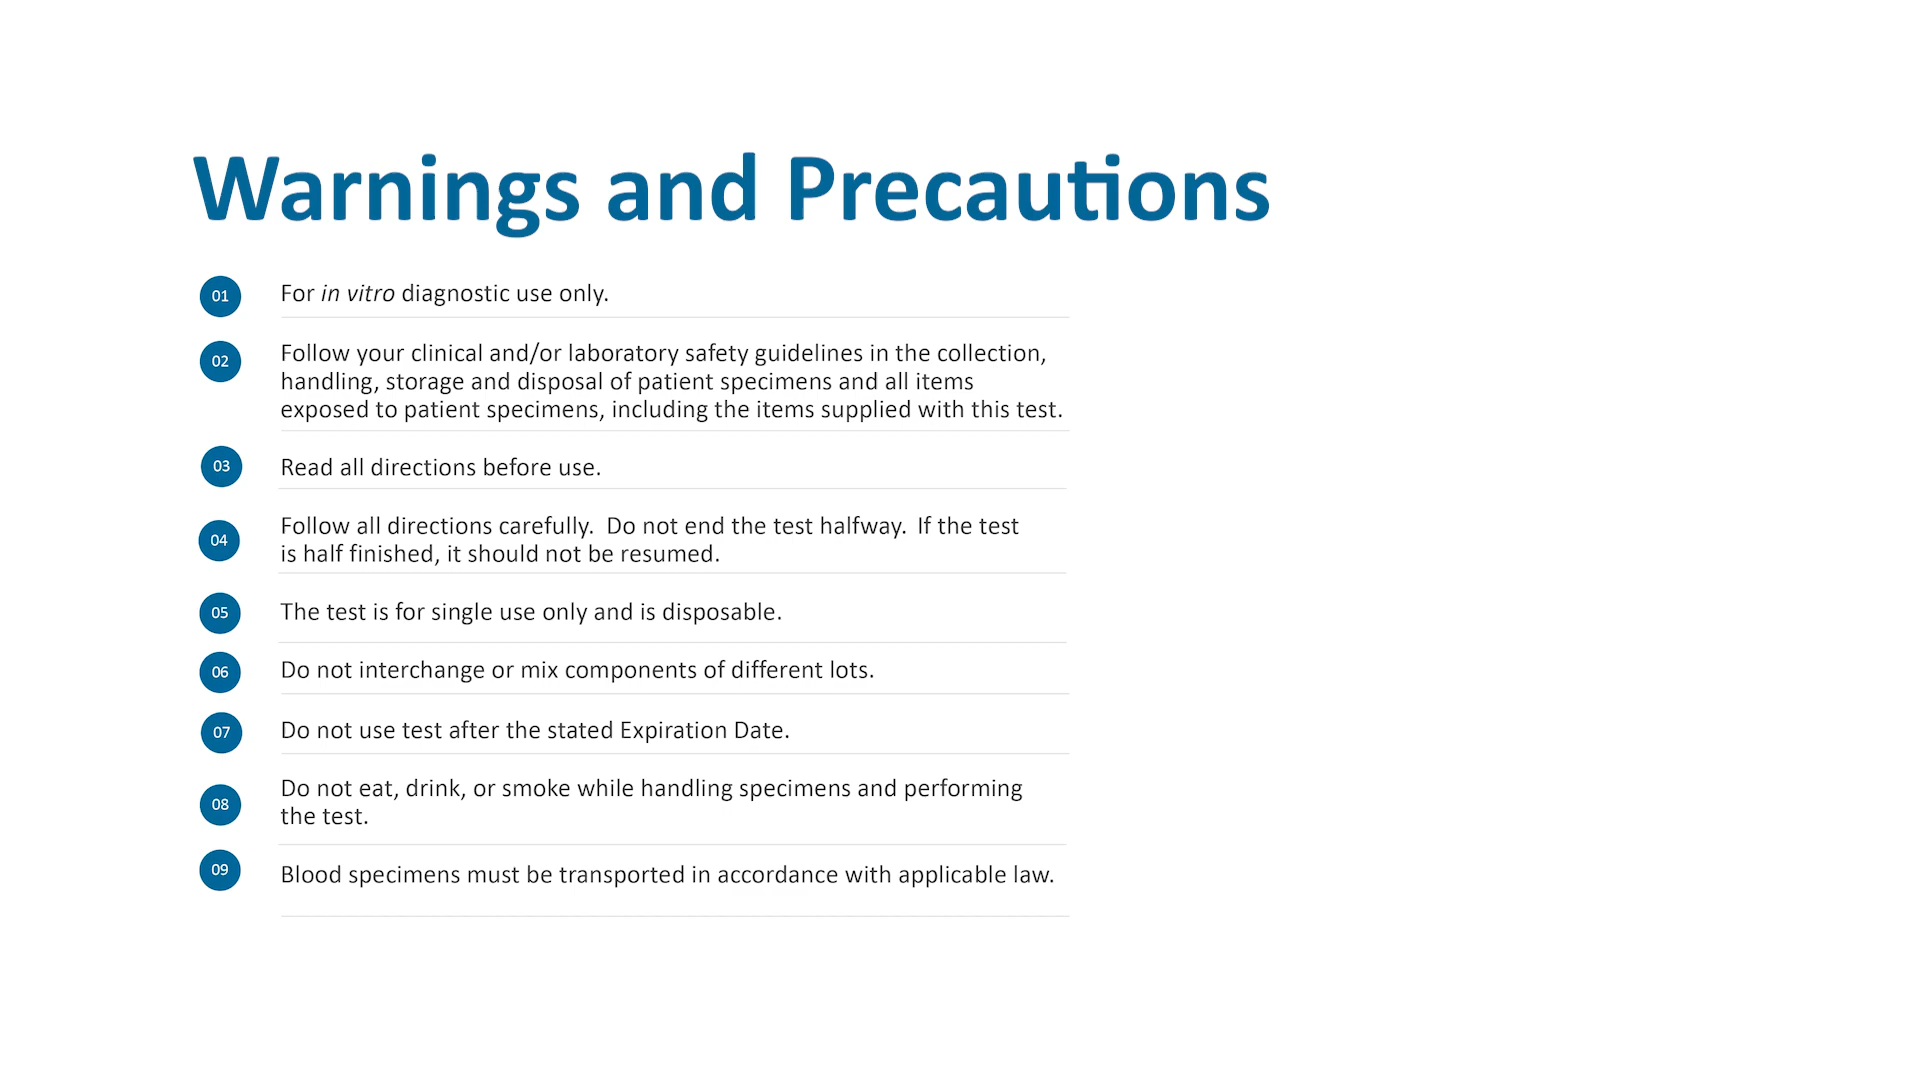 Warnings and Precautions
01
For in vitro diagnostic use only.
02
Follow your clinical and/or laboratory safety guidelines in the collection,
handling, storage and disposal of patient specimens and all items
exposed to patient specimens, including the items supplied with this test.
03
Read all directions before use.
04
Follow all directions carefully.  Do not end the test halfway.  If the test
is half finished, it should not be resumed.
05
The test is for single use only and is disposable.
06
Do not interchange or mix components of different lots.
07
Do not use test after the stated Expiration Date.
08
Do not eat, drink, or smoke while handling specimens and performing
the test.
09
Blood specimens must be transported in accordance with applicable law.